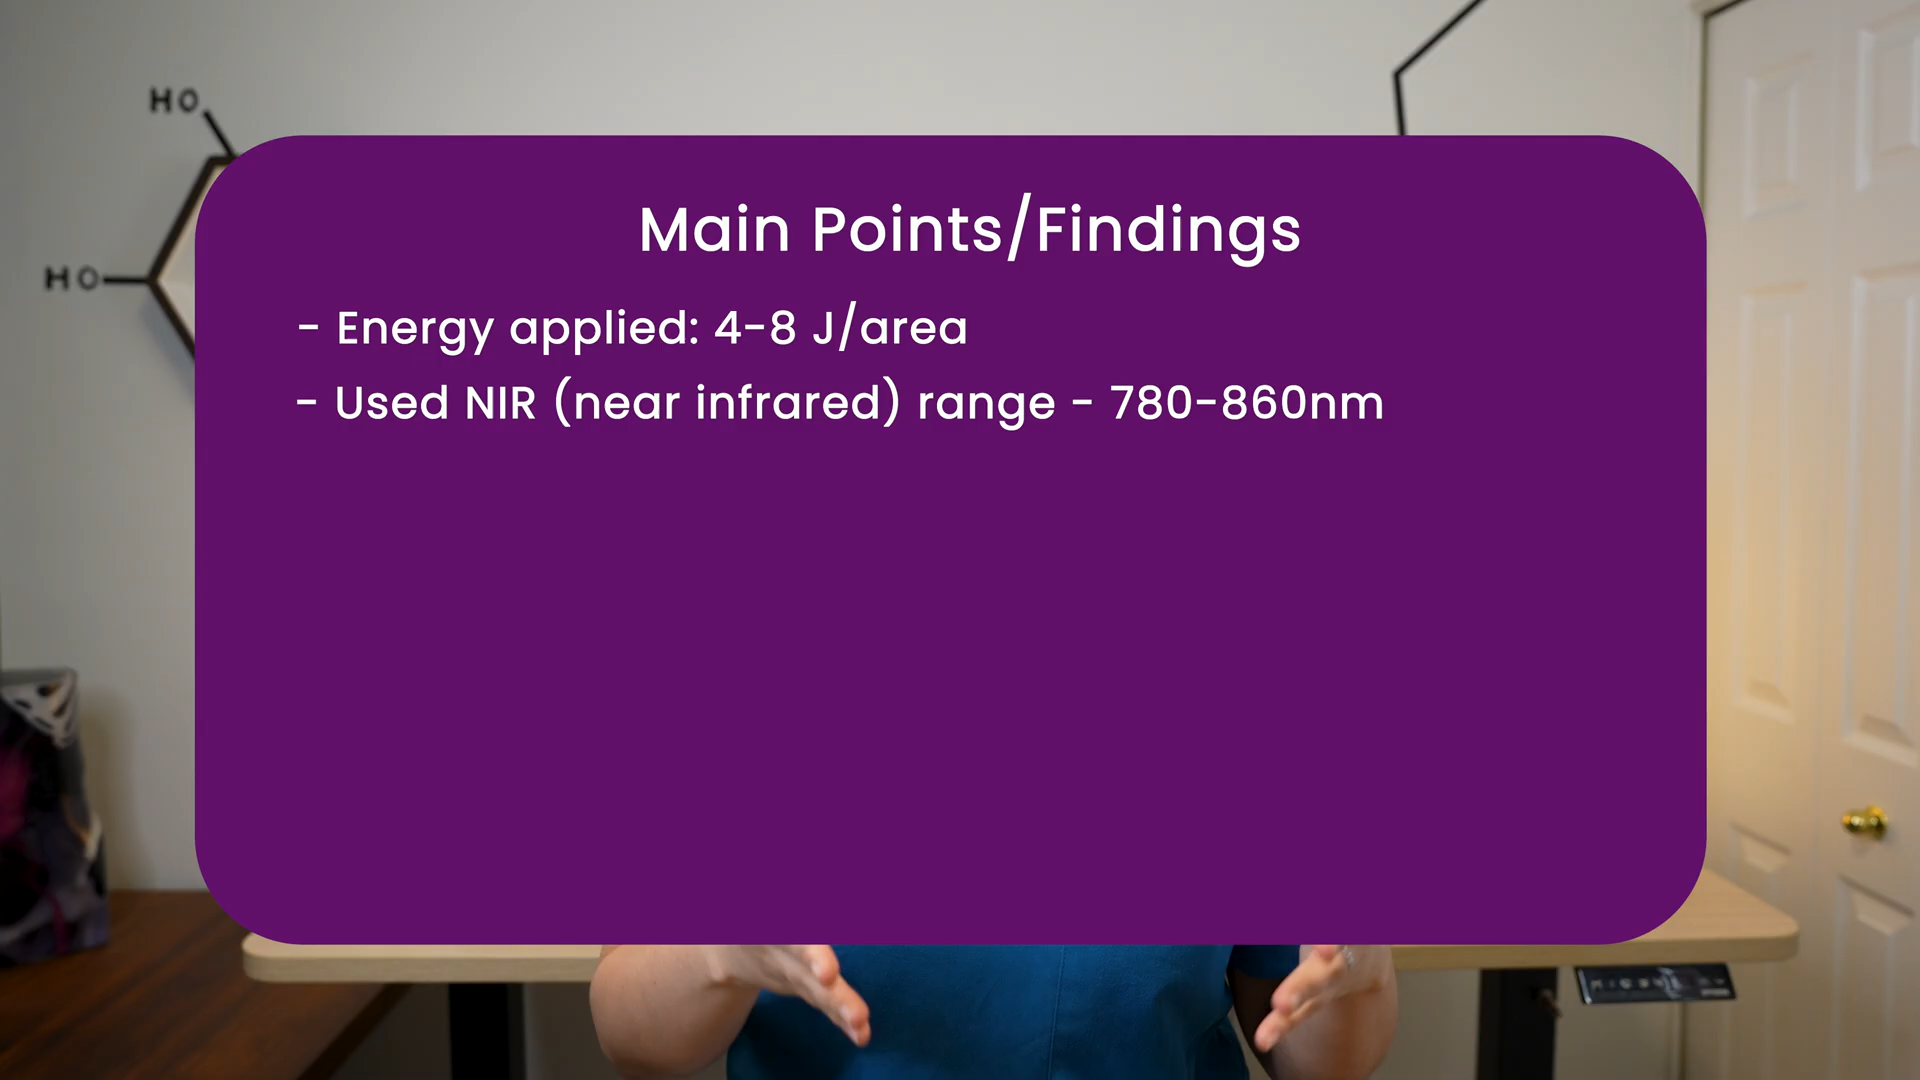 HO
HO
Main Points/Findings
- Energy applied: 4-8 J/area
- Used NIR (near infrared) range - 780-860nm